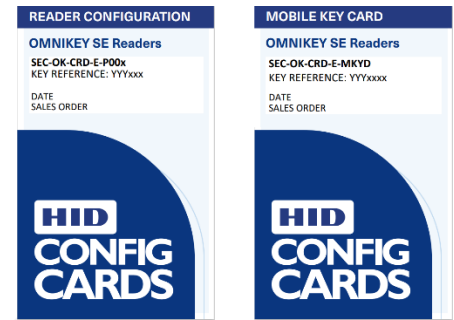 READER CONFIGURATION
OMNIKEY SE Readers
SEC-OK-CRD-E-P00x
KEY REFERENCE: YYYxxx
DATE
SALES ORDER
HID
CONFIG
CARDS
MOBILE KEY CARD
OMNIKEY SE Readers
SEC-OK-CRD-E-MKYD
KEY REFERENCE: YYYxxxx
DATE
SALES ORDER
HID
CONFIG
CARDS